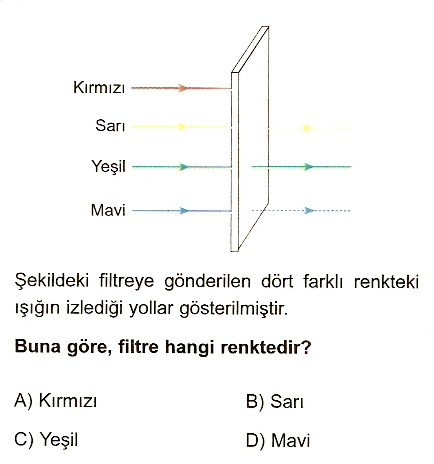 Kırmızı
Sarı
Yeşil
Mavi
Şekildeki filtreye gönderilen dört farklı renkteki
ışığın izlediği yollar gösterilmiştir.
Buna göre, filtre hangi renktedir?
A) Kırmızı B) Sarı
C) Yeşil D) Mavi